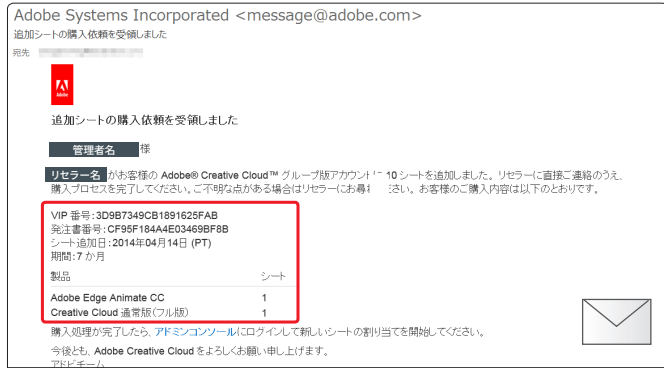 Adobe Systems Incorporated <message@adobe.com>
追加シートの購入依頼を受領しました
宛先
Adobe
追加シートの購入依頼を受領しました
管理者名 様
リセラー名 がお客様の Adobe® Creative Cloud™ グループ版アカウント 10 シートを追加しました。リセラーに直接ご連絡のうえ、
購入プロセスを完了してください。ご不明な点がある場合はリセラーにお尋 さい。お客様のご購入内容は以下のとおりです。
VIP 番号:3D9B7349CB1891625FAB
発注書番号:CF95F184A4E03469BF8B
シート追加日:2014年04月14日 (PT)
期間:7 か月
製品 シート
Adobe Edge Animate CC 1
Creative Cloud 通常版(フル版) 1
購入処理が完了したら、アドミンコンソールにログインして新しいシートの割り当てを開始してください。
今後とも、Adobe Creative Cloud をよろしくお願い申し上げます。
アドビチーム